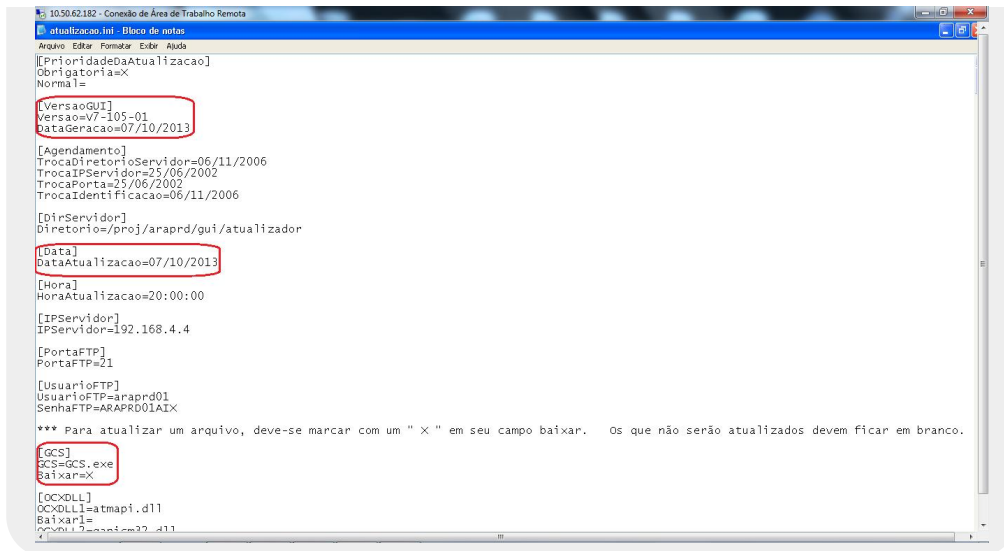 10.50.62.182 - Conexão de Área de Trabalho Remota
atualizacao.ini - Bloco de notas
Arquivo Editar Formatar Exibir Ajuda
[PrioridadeDaAtualizacao]
Obrigatoria=X
Normal=
[VersaoGUI]
Versao=V7-105-01
DataGeracao=07/10/2013
[Agendamento]
TrocaDiretorioServidor=06/11/2006
TrocaIPServidor=25/06/2002
TrocaPorta=25/06/2002
TrocaIdentificacao=06/11/2006
[DirServidor]
Diretorio=/proj/araprd/gui/atualizador
[Data]
DataAtualizacao=07/10/2013
[Hora]
HoraAtualizacao=20:00:00
[IPServidor]
IPServidor=192.168.4.4
[PortaFTP]
PortaFTP=21
[UsuarioFTP]
UsuarioFTP=araprd01
SenhaFTP=ARAPRD01AIX
*** Para atualizar um arquivo, deve-se marcar com um " X " em seu campo baixar. Os que não serão atualizados devem ficar em branco.
[GCS]
GCS=GCS.exe
Baixar=X
[OCXDLL]
OCXDLL1=atmapi.dll
Baixar1=